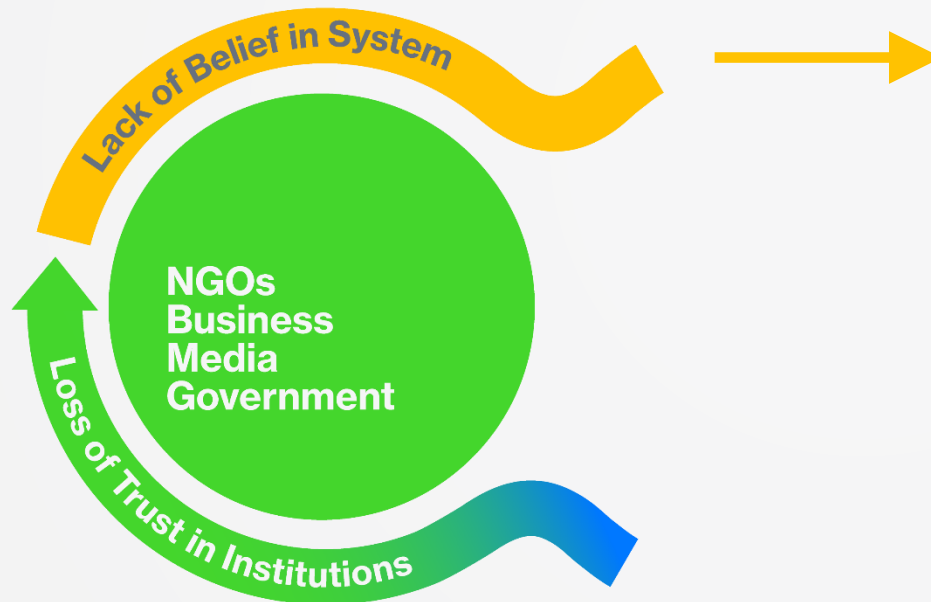 Lack of Belief in System
NGOs
Business
Media
Government
Loss of Trust in Institutions